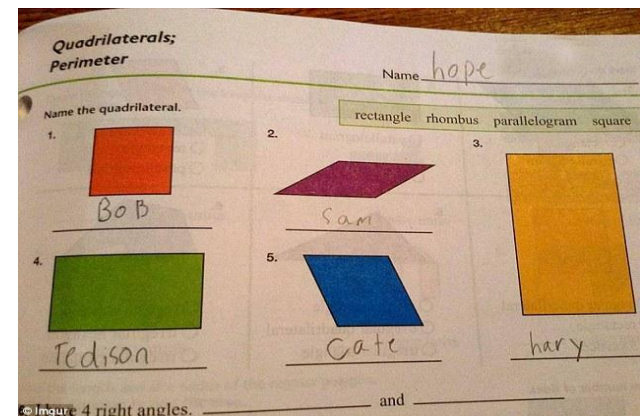 Quadrilaterals;
Perimeter
Name hope
Name the quadrilateral.
rectangle rhombus parallelogram square
1.
2.
3.
BoB
Sam
hary
4.
5.
Tedison
Cate
4 right angles. and
© Imgur